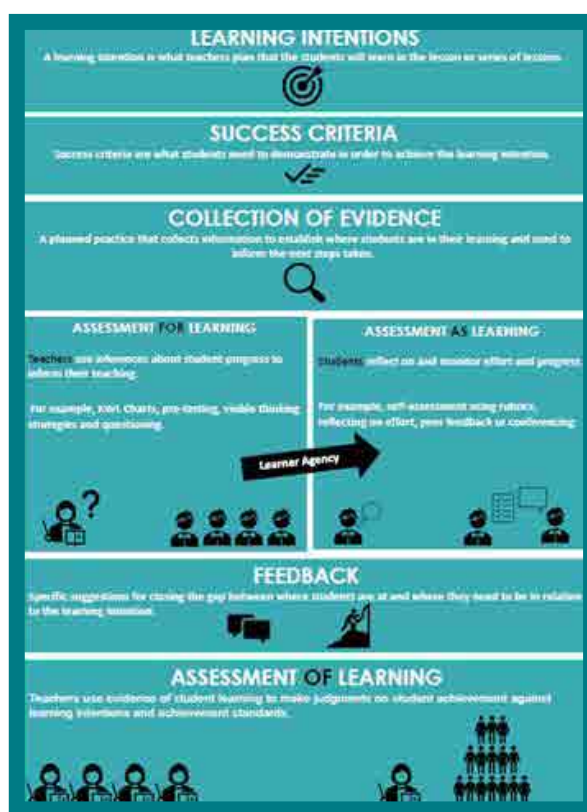 LEARNING INTENTIONS
A learning intention is what teachers plan that the students will learn in the lesson or series of lessons.
SUCCESS CRITERIA
Success criteria are what students need to demonstrate in order to achieve the learning intention.
COLLECTION OF EVIDENCE
A planned practice that collects information to establish where students are in their learning and used to
inform the next steps taken.
ASSESSMENT FOR LEARNING
Teachers use inferences about student progress to
inform their teaching.
For example, KWL Charts, pre-testing, visible thinking
strategies and questioning.
ASSESSMENT AS LEARNING
Students reflect on and monitor effort and progress
For example, self-assessment using rubrics,
reflecting on effort, peer feedback or conferencing
Learner Agency
FEEDBACK
Specific suggestions for closing the gap between where students are at and where they need to be in relation
to the learning intention.
ASSESSMENT OF LEARNING
Teachers use evidence of student learning to make judgments on student achievement against
learning intentions and achievement standards.